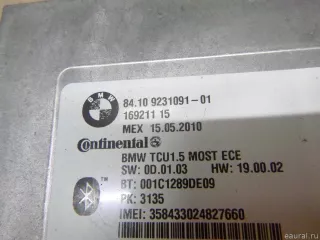 BMW
84.10 9231091-01
169211 15
MEX 15.05.2010
Continental
BMW TCU1.5 MOST ECE
SW: 0D.01.03 HW: 19.00.02
BT: 001C1289DE09
PK: 3135
IMEI: 358433024827660
© eaural.ru